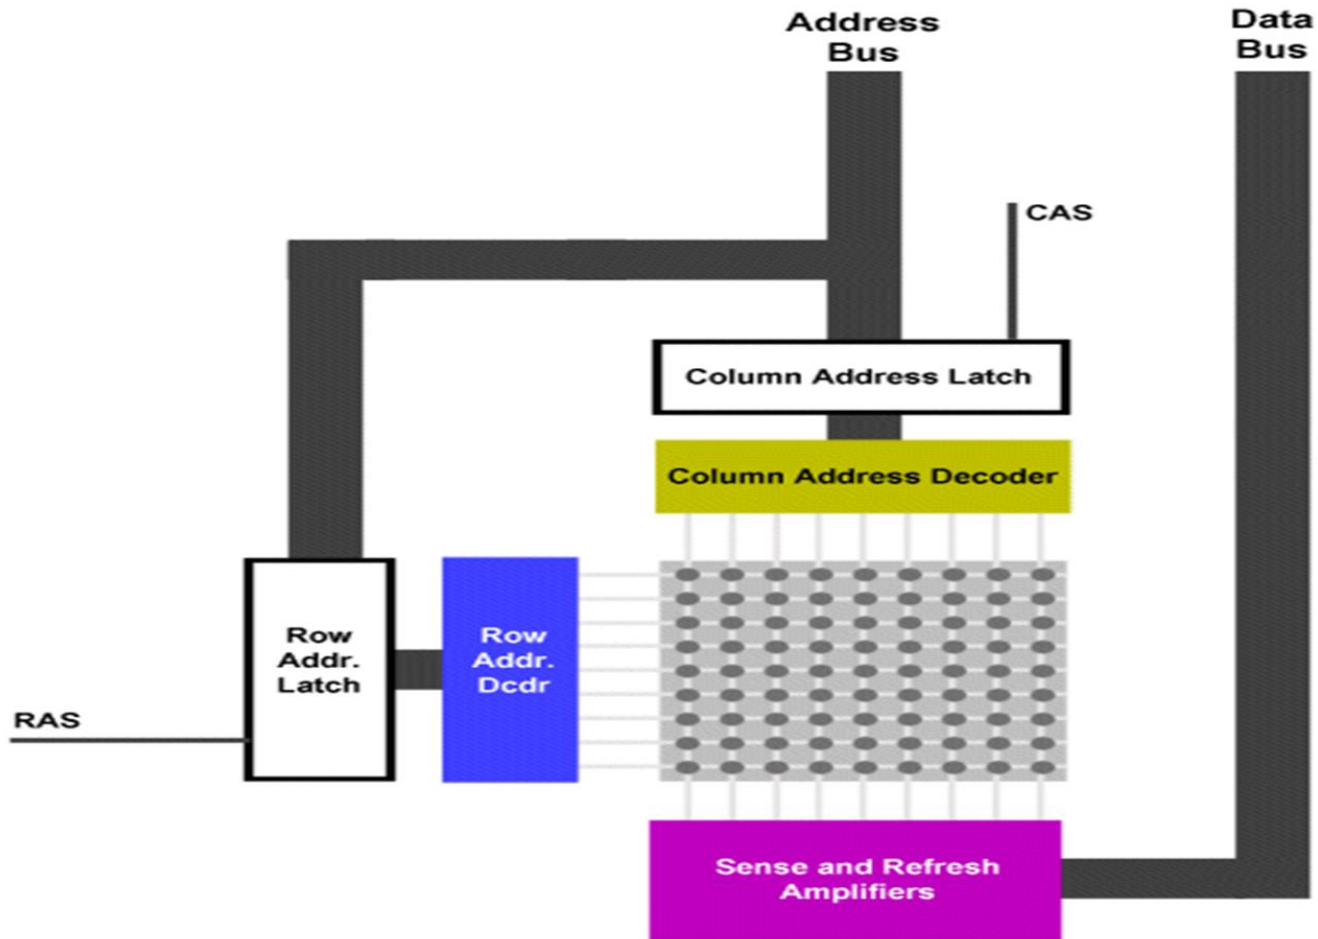 Address
Bus
Data
Bus
CAS
Column Address Latch
Column Address Decoder
Row
Addr.
Latch
Row
Addr.
Dcdr
RAS
Sense and Refresh
Amplifiers